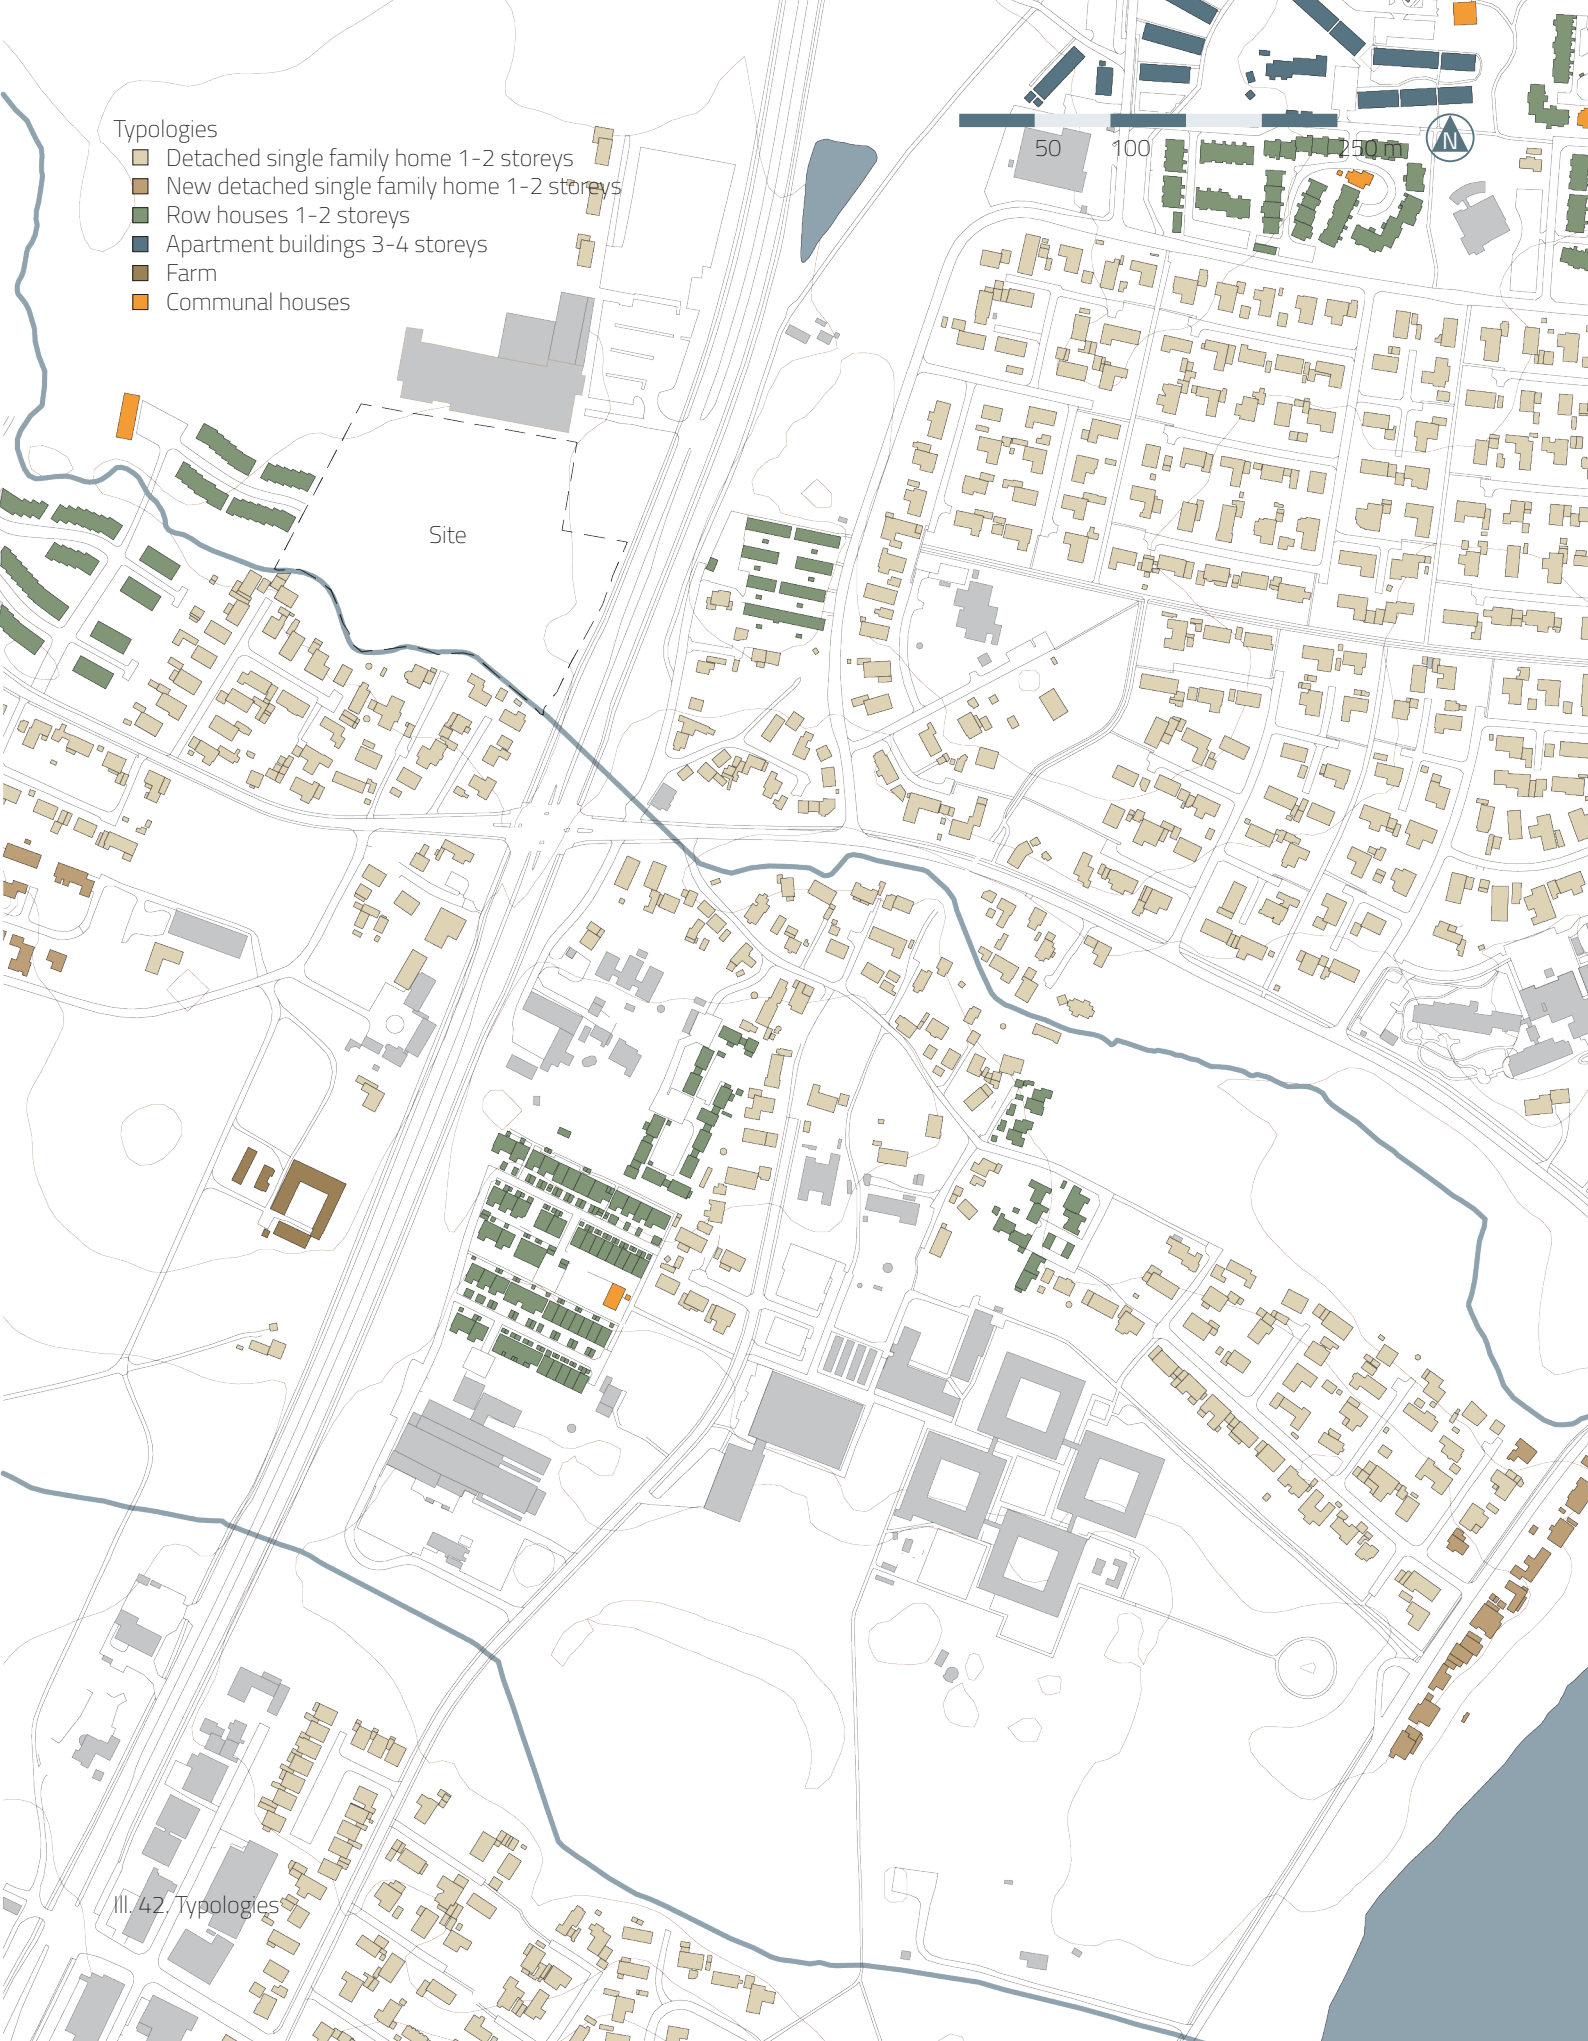 Typologies
Detached single family home 1-2 storeys
New detached single family home 1-2 storeys
Row houses 1-2 storeys
Apartment buildings 3-4 storeys
Farm
Communal houses
50 100 250 m
N
Site
Ill. 42. Typologies